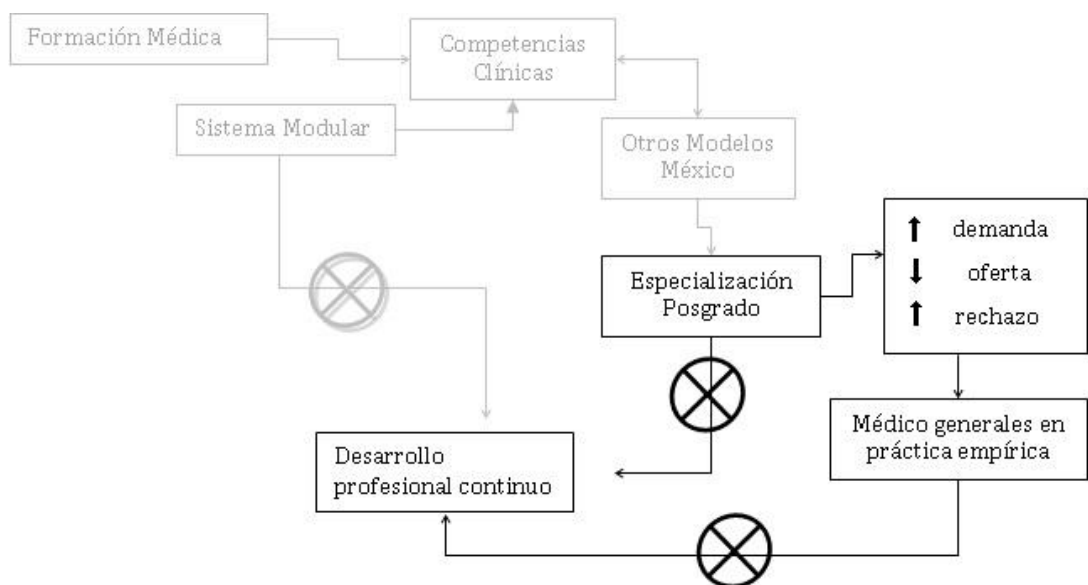 Formación Médica
Competencias
Clínicas
Sistema Modular
Otros Modelos
México
demanda
oferta
rechazo
Especialización
Posgrado
Médico generales en
práctica empírica
Desarrollo
profesional continuo